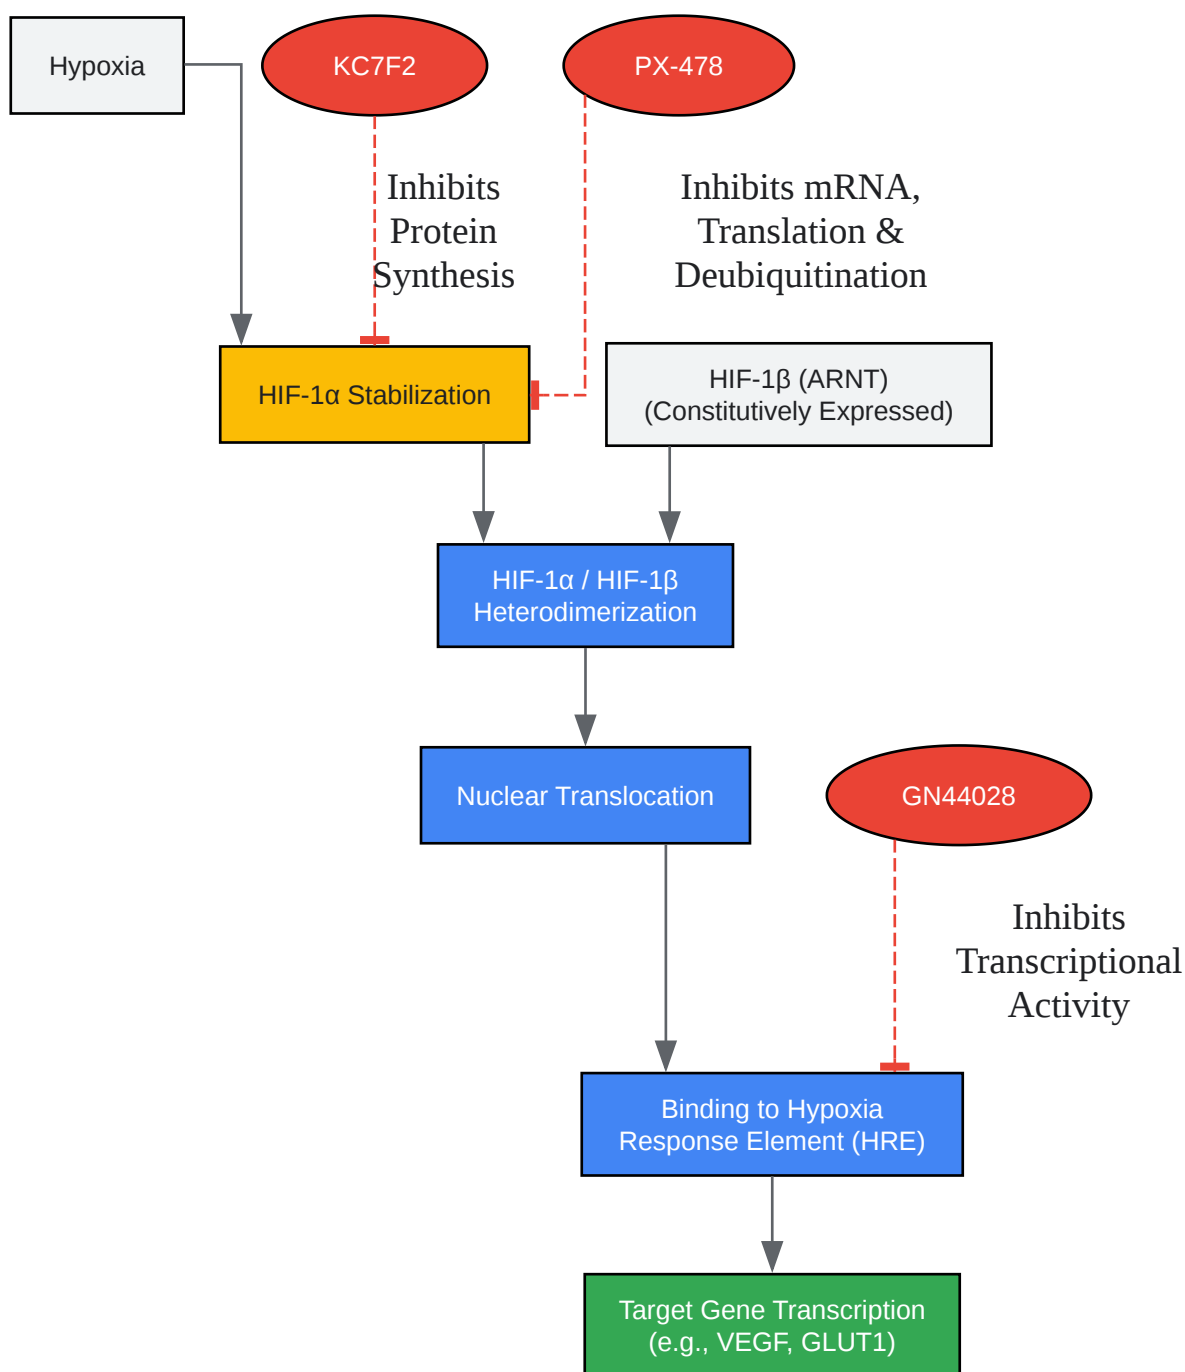 Hypoxia
KC7F2
PX-478
Inhibits
Protein
Synthesis
Inhibits mRNA,
Translation &
Deubiquitination
HIF-1α Stabilization
HIF-1β (ARNT)
(Constitutively Expressed)
HIF-1α / HIF-1β
Heterodimerization
Nuclear Translocation
GN44028
Inhibits
Transcriptional
Activity
Binding to Hypoxia
Response Element (HRE)
Target Gene Transcription
(e.g., VEGF, GLUT1)